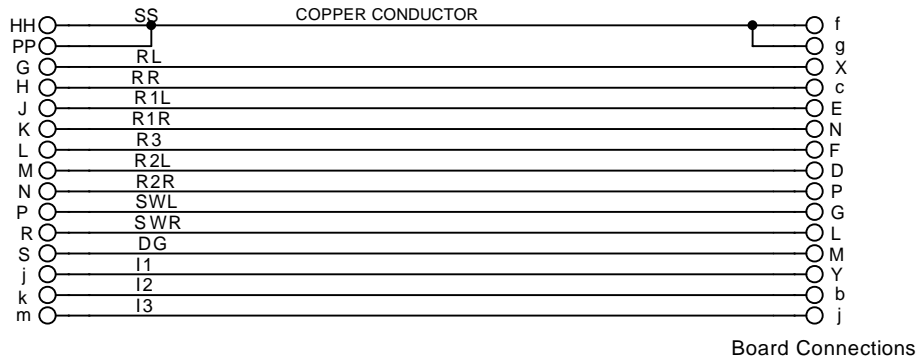 HH SS COPPER CONDUCTOR f
PP g
G RL X
H RR c
J R1L E
K R1R N
L R3 F
M R2L D
N R2R P
P SWL G
R SWR L
S DG M
j I1 Y
k I2 b
m I3 j
Board Connections